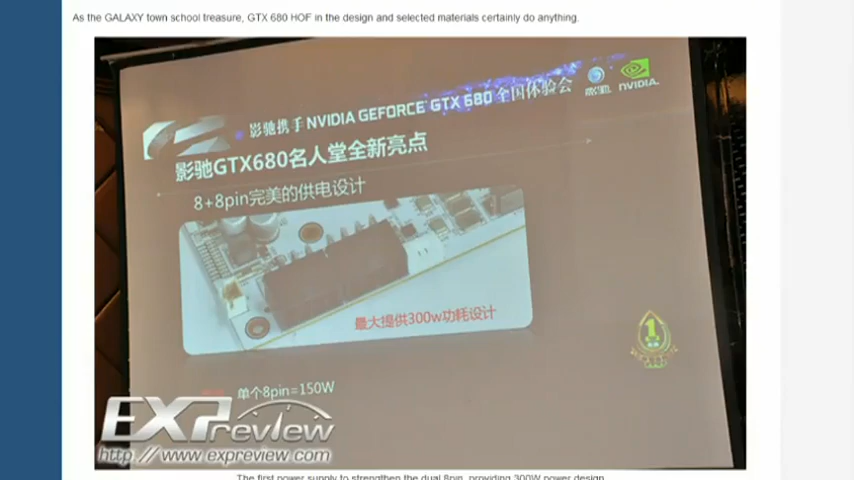 As the GALAXY town school treasure, GTX 680 HOF in the design and selected materials certainly do anything.
影驰携手NVIDIA GEFORCE GTX 680 全国体验会
NVIDIA.
影驰GTX680名人堂全新亮点
8+8pin完美的供电设计
最大提供300w功耗设计
1
单个8pin=150W
EXPreview
http://www.expreview.com
The first power supply to strengthen the dual 8pin, providing 300W power design